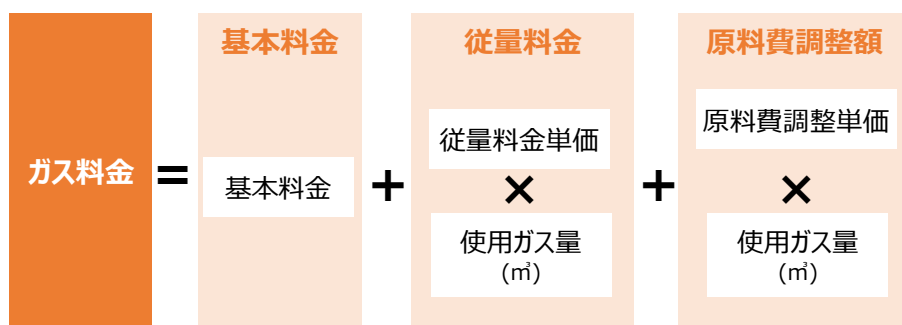 ガス料金
=
基本料金
基本料金
+
従量料金
従量料金単価
×
使用ガス量
(㎥)
+
原料費調整額
原料費調整単価
×
使用ガス量
(㎥)